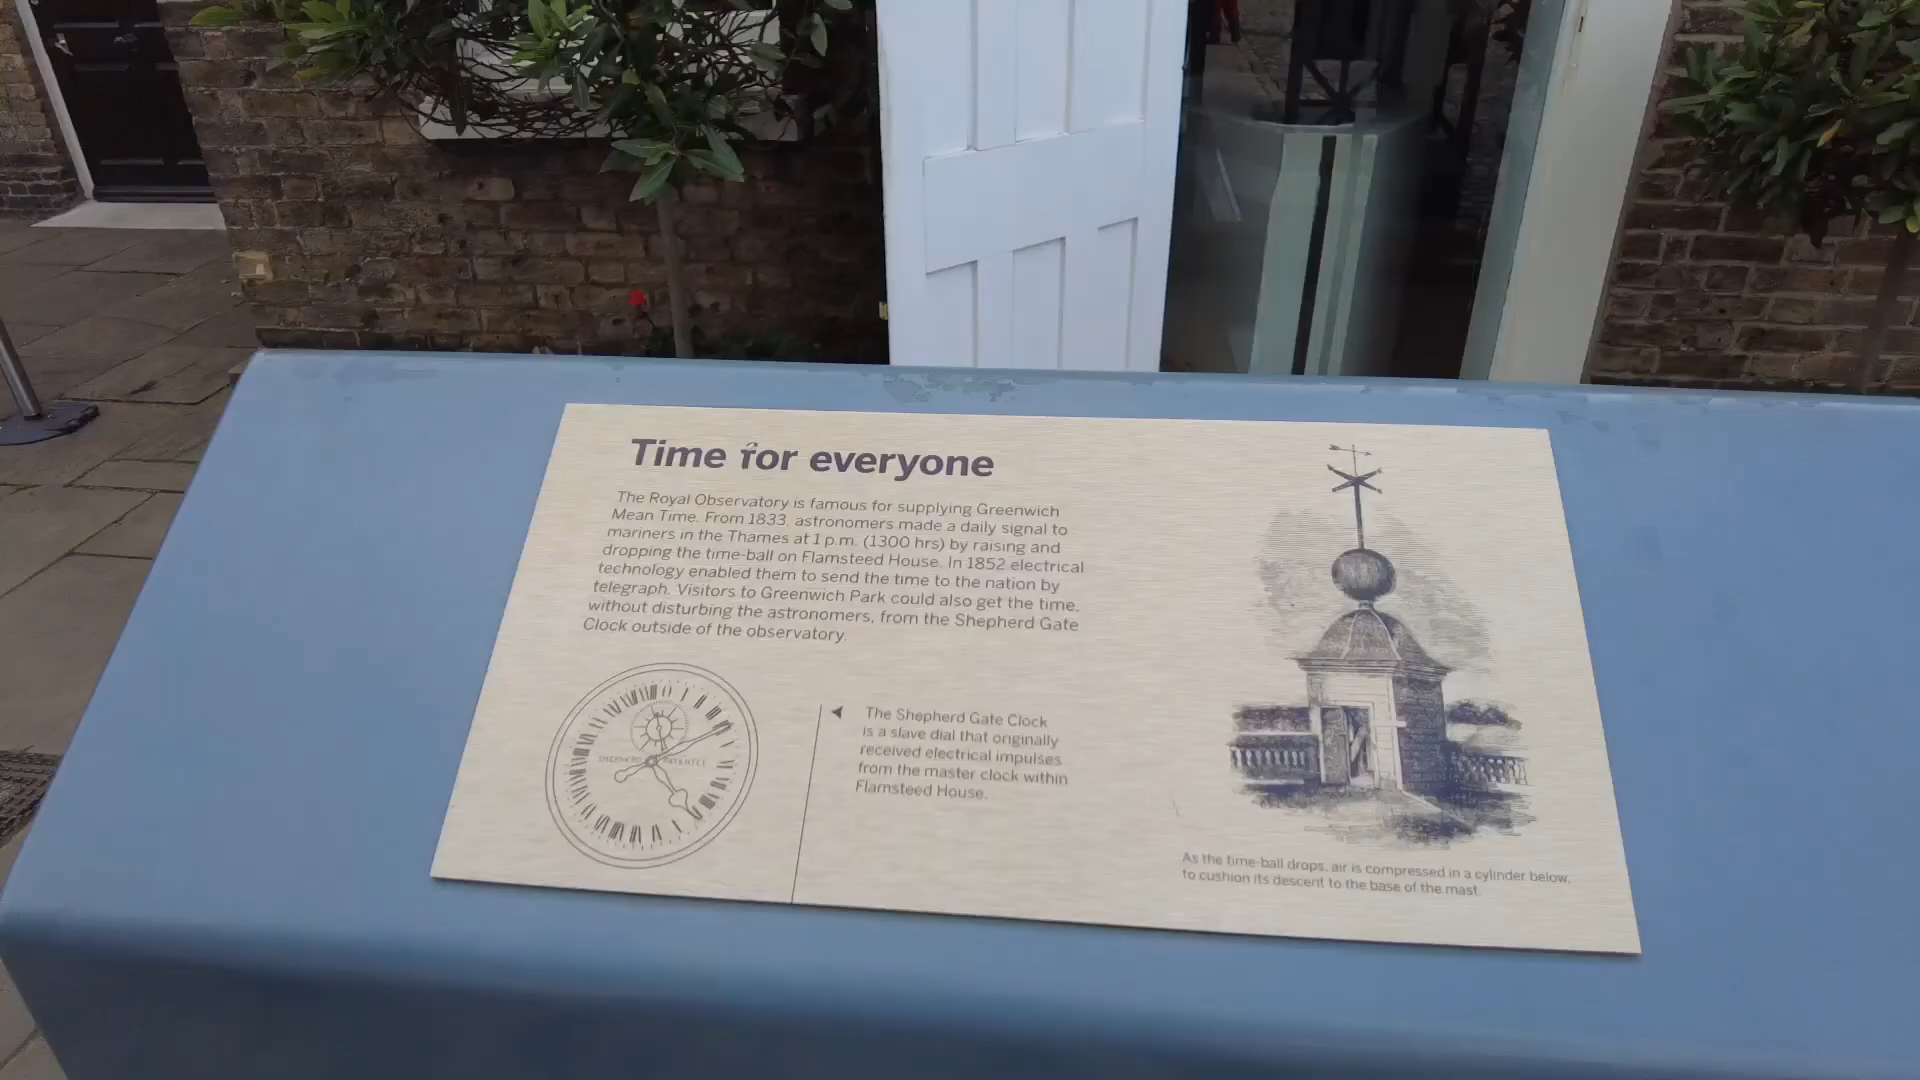 Time for everyone
The Royal Observatory is famous for supplying Greenwich
Mean Time. From 1833, astronomers made a daily signal to
mariners in the Thames at 1 p.m. (1300 hrs) by raising and
dropping the time-ball on Flamsteed House. In 1852 electrical
technology enabled them to send the time to the nation by
telegraph. Visitors to Greenwich Park could also get the time,
without disturbing the astronomers, from the Shepherd Gate
Clock outside of the observatory.
SHEPHERD PATENTEE
The Shepherd Gate Clock
is a slave dial that originally
received electrical impulses
from the master clock within
Flamsteed House.
As the time-ball drops, air is compressed in a cylinder below,
to cushion its descent to the base of the mast.